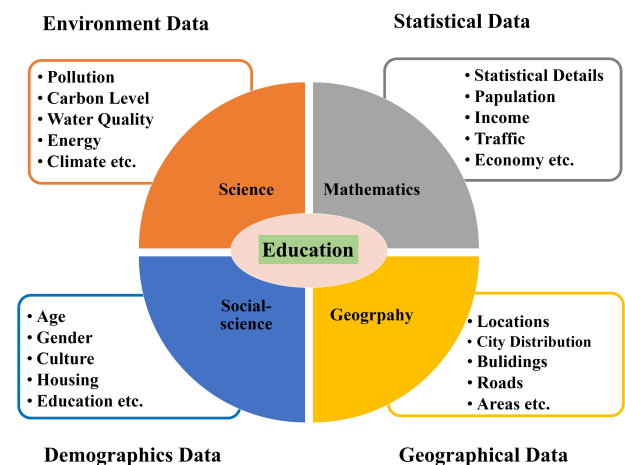 Environment Data
• Pollution
• Carbon Level
• Water Quality
• Energy
• Climate etc.
Statistical Data
• Statistical Details
• Papulation
• Income
• Traffic
• Economy etc.
Science
Mathematics
Education
Social-
science
Geogrpahy
• Age
• Gender
• Culture
• Housing
• Education etc.
Demographics Data
• Locations
• City Distribution
• Bulidings
• Roads
• Areas etc.
Geographical Data